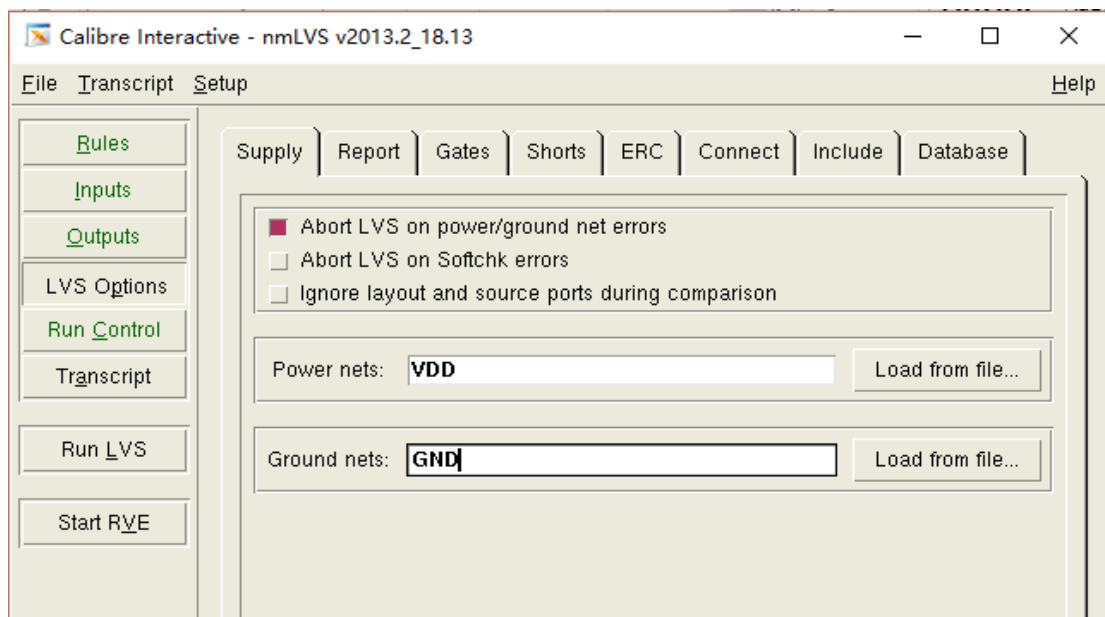 Calibre Interactive - nmLVS v2013.2_18.13
File Transcript Setup Help
Rules
Inputs
Outputs
LVS Options
Run Control
Transcript
Run LVS
Start RVE
Supply Report Gates Shorts ERC Connect Include Database
Abort LVS on power/ground net errors
Abort LVS on Softchk errors
Ignore layout and source ports during comparison
Power nets: VDD Load from file...
Ground nets: GND Load from file...